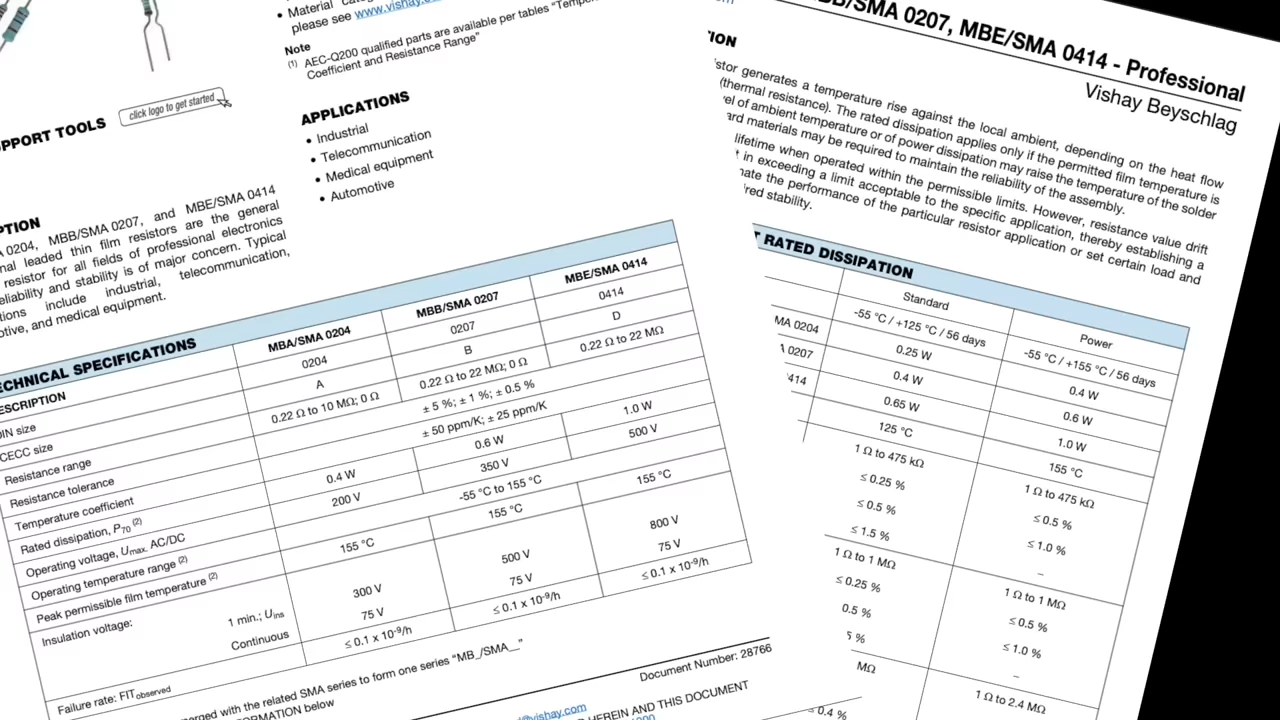 Material
please see www.vishay.
Note
(1) AEC-Q200 qualified parts are available per tables
Coefficient and Resistance Range"
click logo to get started
APPLICATIONS
• Industrial
• Telecommunication
• Medical equipment
• Automotive
0204, MBB/SMA 0207, and MBE/SMA 0414
leaded thin film resistors are the general
resistor for all fields of professional electronics
and stability is of major concern. Typical
include industrial, telecommunication,
and medical equipment.
SPECIFICATIONS
MBA/SMA 0204 MBB/SMA 0207 MBE/SMA 0414
size 0204 0207 0414
CECC size A B D
Resistance range 0.22 Ω to 10 MΩ; 0 Ω 0.22 Ω to 22 MΩ; 0 Ω 0.22 Ω to 22 MΩ
Resistance tolerance ± 5 %; ± 1 %; ± 0.5 %
Temperature coefficient ± 50 ppm/K; ± 25 ppm/K
Rated dissipation, P70 (2) 0.4 W 0.6 W 1.0 W
Operating voltage, Umax. AC/DC 200 V 350 V 500 V
Operating temperature range (2) -55 °C to 155 °C
Peak permissible film temperature (2) 155 °C 155 °C 155 °C
Insulation voltage:
1 min.; Uins 300 V 500 V 800 V
Continuous 75 V 75 V 75 V
Failure rate: FITobserved ≤ 0.1 x 10-9/h ≤ 0.1 x 10-9/h ≤ 0.1 x 10-9/h
with the related SMA series to form one series "MB_/SMA__"
below
Document Number: 28766
@vishay.com
HEREIN AND THIS DOCUMENT
/SMA 0207, MBE/SMA 0414 - Professional
Vishay Beyschlag
generates a temperature rise against the local ambient, depending on the heat flow
(thermal resistance). The rated dissipation applies only if the permitted film temperature is
of ambient temperature or of power dissipation may raise the temperature of the solder
materials may be required to maintain the reliability of the assembly.
lifetime when operated within the permissible limits. However, resistance value drift
in exceeding a limit acceptable to the specific application, thereby establishing a
the performance of the particular resistor application or set certain load and
stability.
RATED DISSIPATION
Standard Power
-55 °C / +125 °C / 56 days -55 °C / +155 °C / 56 days
0204 0.25 W 0.4 W
0207 0.4 W 0.6 W
0.65 W 1.0 W
125 °C 155 °C
1 Ω to 475 kΩ 1 Ω to 475 kΩ
≤ 0.25 % ≤ 0.5 %
≤ 0.5 % ≤ 1.0 %
≤ 1.5 % –
1 Ω to 1 MΩ 1 Ω to 1 MΩ
≤ 0.25 % ≤ 0.5 %
0.5 % ≤ 1.0 %
% –
MΩ 1 Ω to 2.4 MΩ
≤ 0.4 %